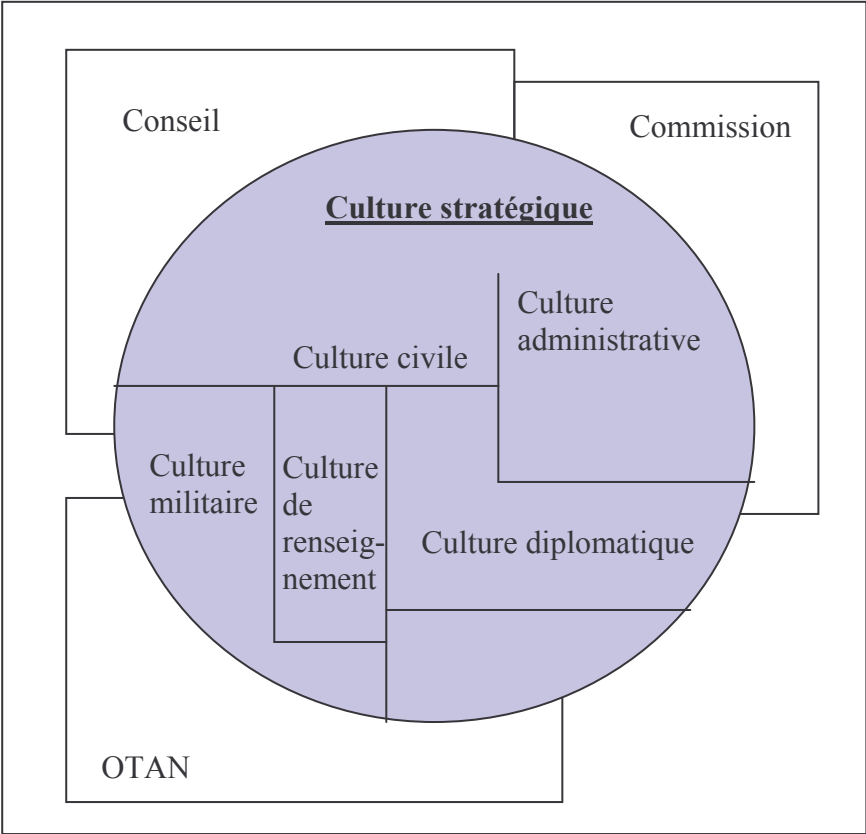 Conseil
Commission
Culture stratégique
Culture
administrative
Culture civile
Culture
militaire
Culture
de
renseig-
nement
Culture diplomatique
OTAN